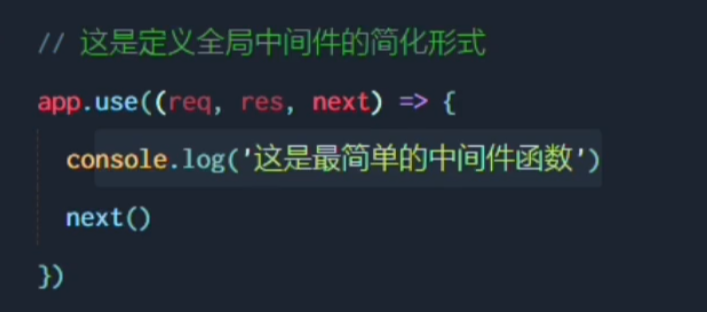 // 这是定义全局中间件的简化形式
app.use((req, res, next) => {
console.log('这是最简单的中间件函数')
next()
})